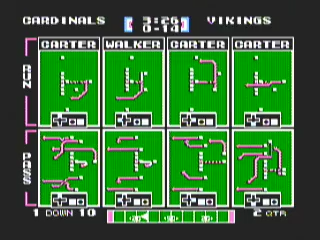 CARDINALS 3:26 VIKINGS
0-14
CARTER WALKER CARTER CARTER
RUN
PASS
1 DOWN 10 2 QTR